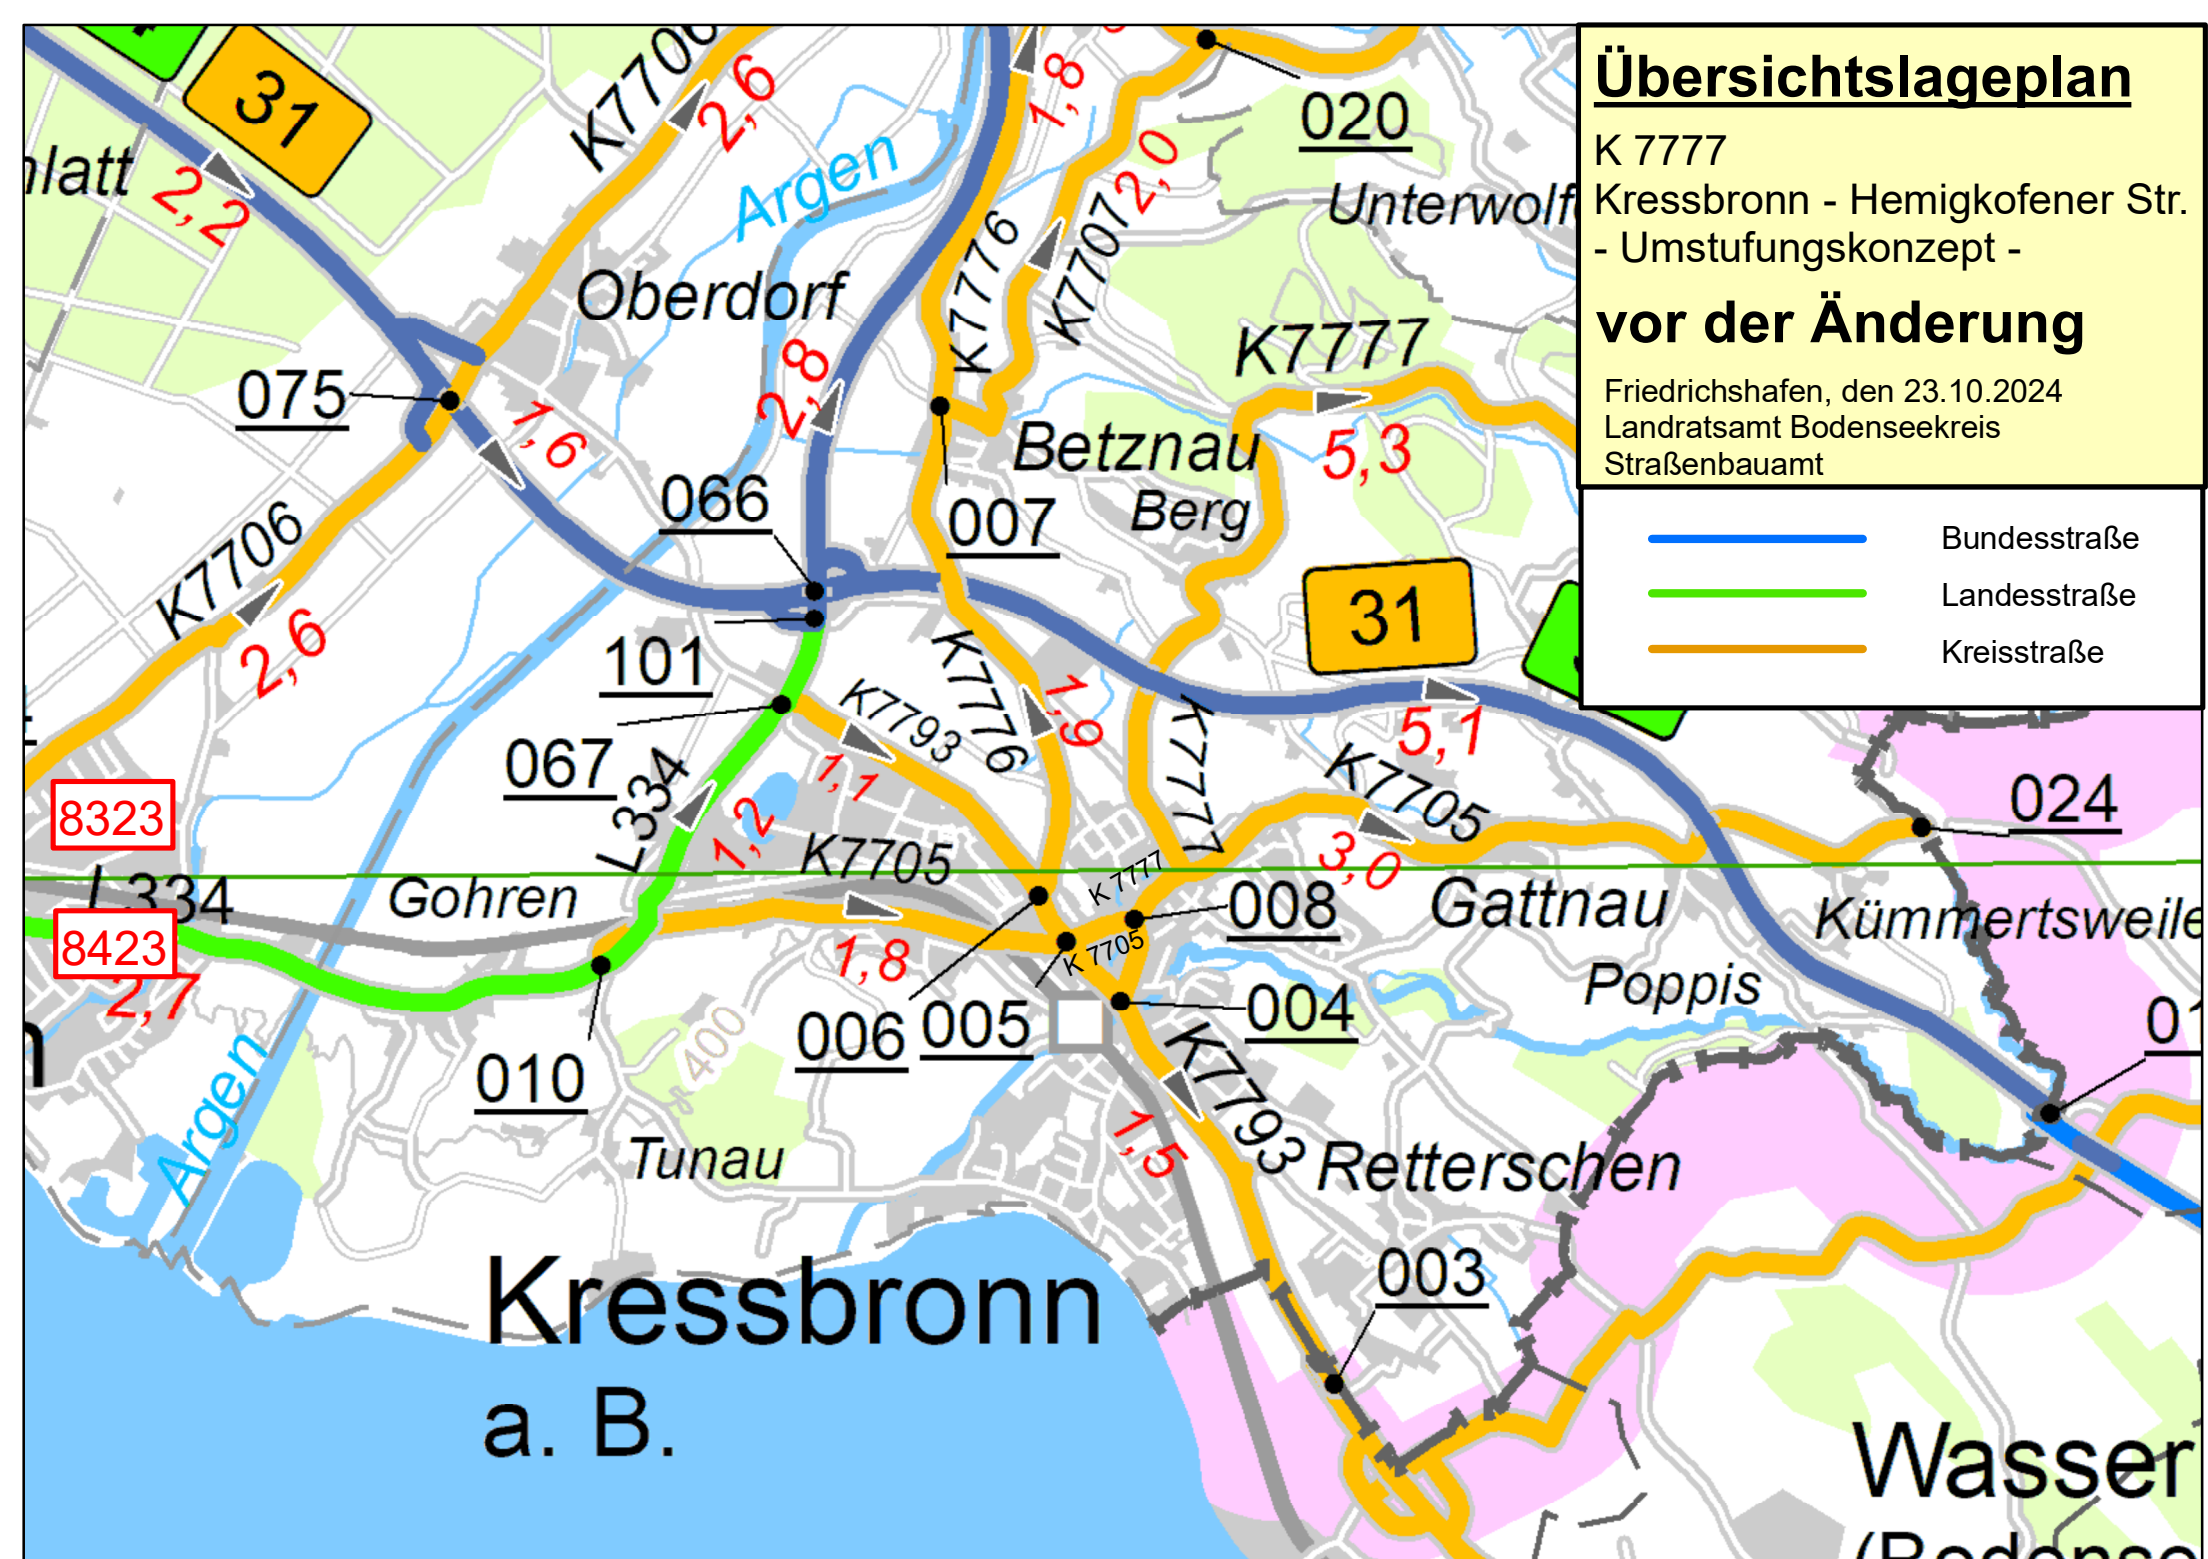 Übersichtslageplan
K 7777
Kressbronn - Hemigkofener Str.
- Umstufungskonzept -
vor der Änderung
Friedrichshafen, den 23.10.2024
Landratsamt Bodenseekreis
Straßenbauamt
Bundesstraße
Landesstraße
Kreisstraße
31
K7706
2,6
1,8
020
2,2
Argen
2,0
Oberdorf
K7776
K7707
K7777
2,8
075
1,6
Betznau
5,3
066
007
Berg
K7706
31
2,6
101
K7776
K7793
1,9
K7777
5,1
067
L334
1,1
K7705
024
8323
1,2
K7705
3,0
L334
Gohren
K 7777
008
Gattnau
Kümmertsweile
8423
1,8
K 7705
2,7
Poppis
006
005
004
010
400
K7793
Argen
Tunau
1,5
Retterschen
Kressbronn
a. B.
003
Wasser